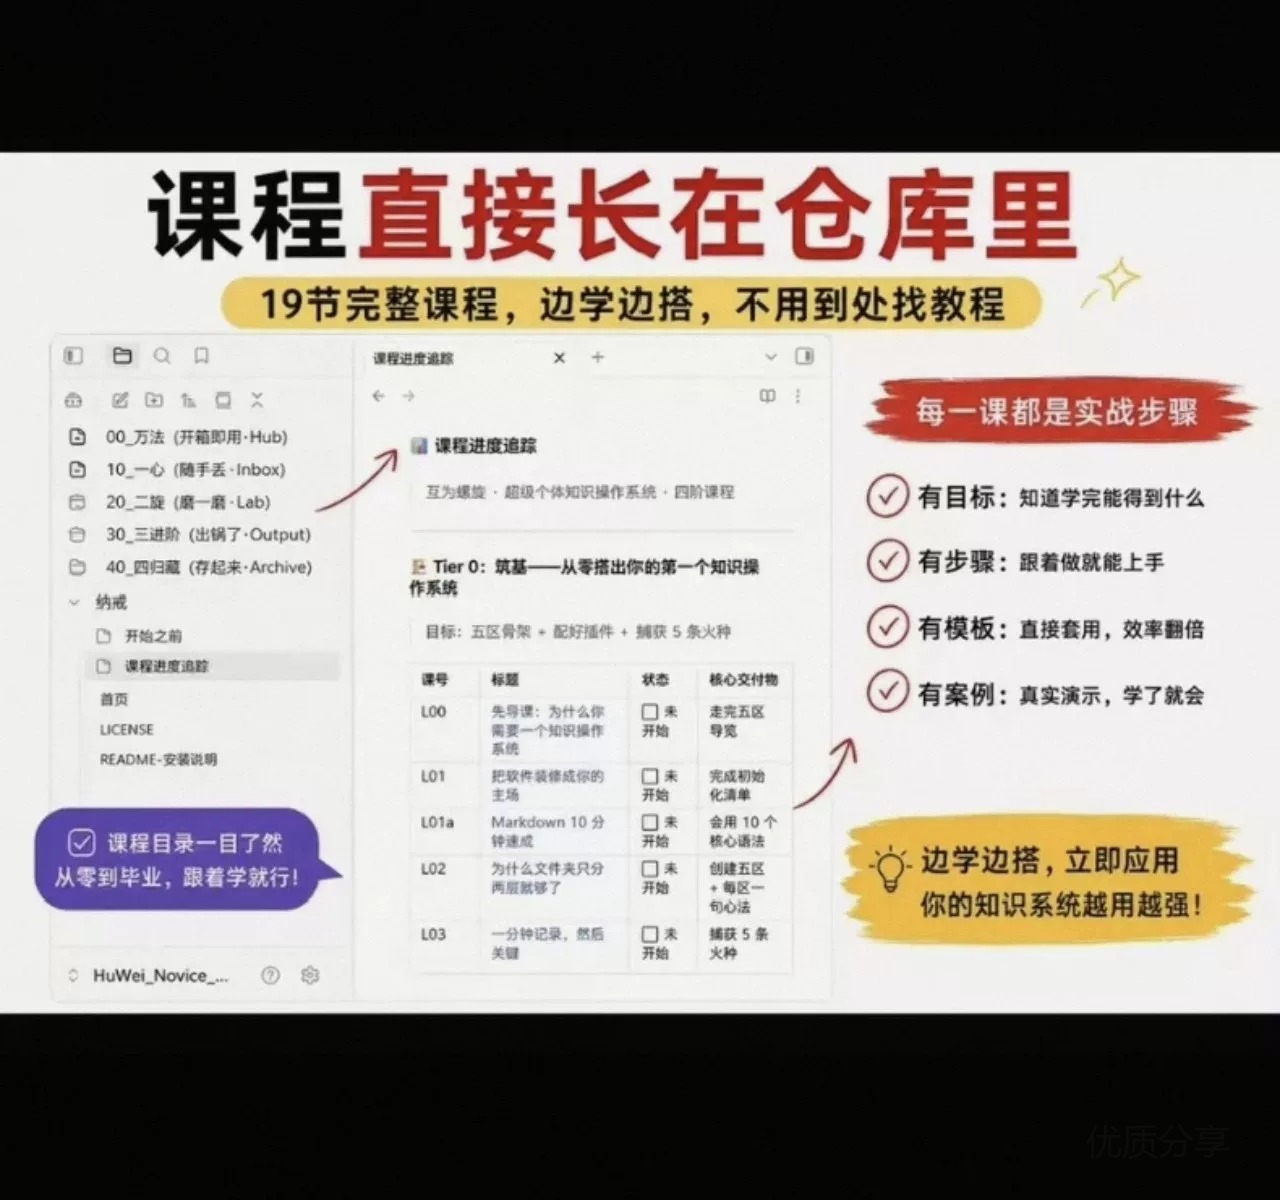 课程直接长在仓库里
19节完整课程，边学边搭，不用到处找教程
00_万法（开箱即用·Hub）
10_一心（随手丢·Inbox）
20_二旋（磨一磨·Lab）
30_三进阶（出锅了·Output）
40_四归藏（存起来·Archive）
纳戒
开始之前
课程进度追踪
首页
LICENSE
README-安装说明
课程目录一目了然
从零到毕业，跟着学就行！
HuWei_Novice_...
课程进度追踪
课程进度追踪
互为螺旋 · 超级个体知识操作系统 · 四阶课程
Tier 0：筑基——从零搭出你的第一个知识操
作系统
目标：五区骨架 + 配好插件 + 捕获 5 条火种
课号 标题 状态 核心交付物
L00 先导课：为什么你 未 走完五区
需要一个知识操作 开始 导览
系统
L01 把软件装修成你的 未 完成初始
主场 开始 化清单
L01a Markdown 10 分 未 会用 10 个
钟速成 开始 核心语法
L02 为什么文件夹只分 未 创建五区
两层就够了 开始 + 每区一
句心法
L03 一分钟记录，然后 未 捕获 5 条
关键 开始 火种
每一课都是实战步骤
有目标：知道学完能得到什么
有步骤：跟着做就能上手
有模板：直接套用，效率翻倍
有案例：真实演示，学了就会
边学边搭，立即应用
你的知识系统越用越强！
优质分享